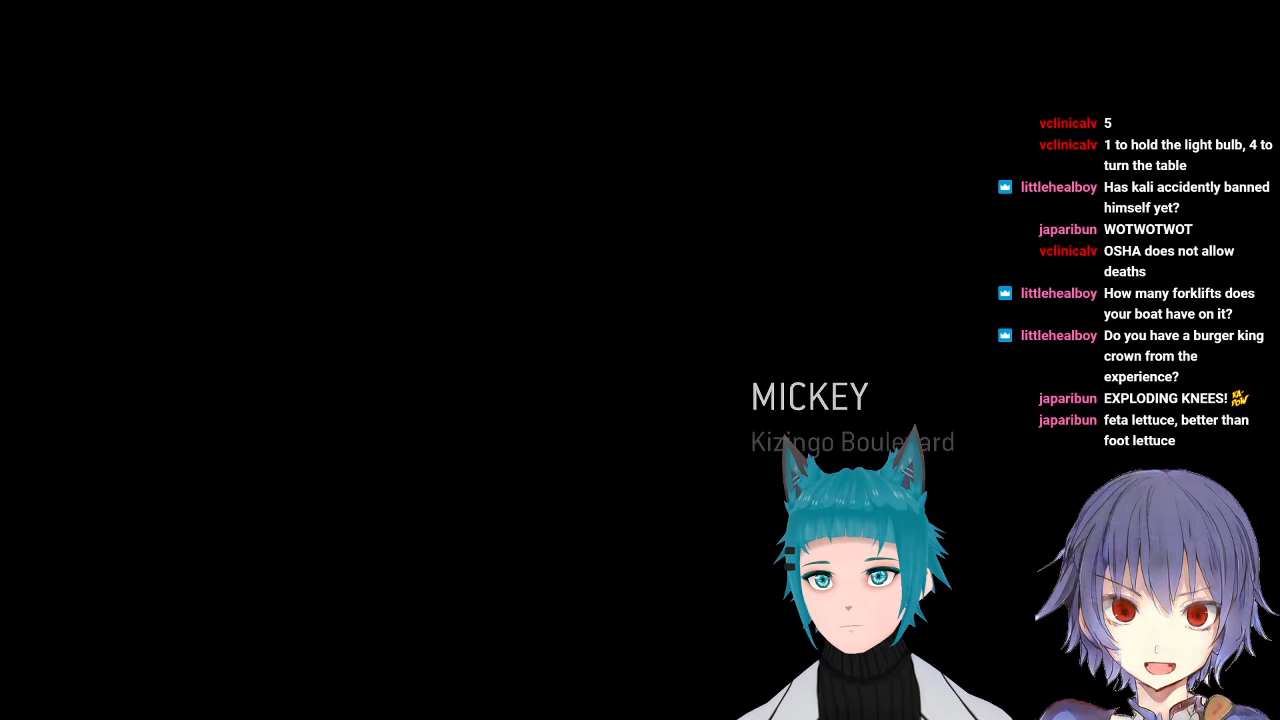 vclinicalv 5
vclinicalv 1 to hold the light bulb, 4 to
turn the table
littlehealboy Has kali accidently banned
himself yet?
japaribun WOTWOTWOT
vclinicalv OSHA does not allow
deaths
littlehealboy How many forklifts does
your boat have on it?
littlehealboy Do you have a burger king
crown from the
experience?
japaribun EXPLODING KNEES! KA-
POW
japaribun feta lettuce, better than
foot lettuce
MICKEY
Kizingo Boulevard